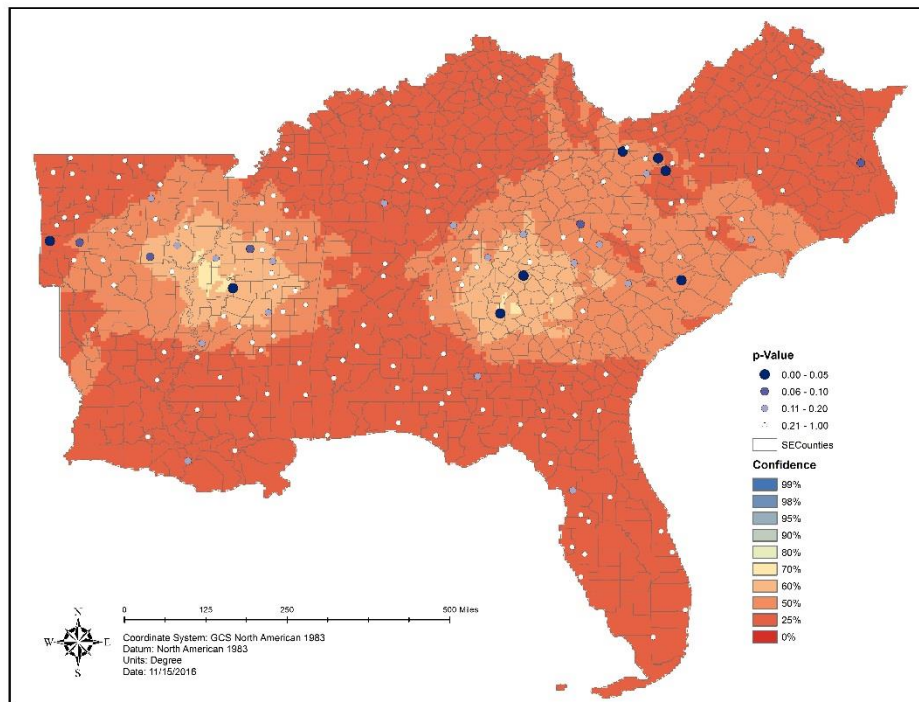 p-Value
0.00 - 0.05
0.06 - 0.10
0.11 - 0.20
0.21 - 1.00
SECounties
Confidence
99%
98%
95%
90%
80%
70%
60%
50%
25%
0%
0 125 250 500 Miles
N
W E
S
Coordinate System: GCS North American 1983
Datum: North American 1983
Units: Degree
Date: 11/15/2016